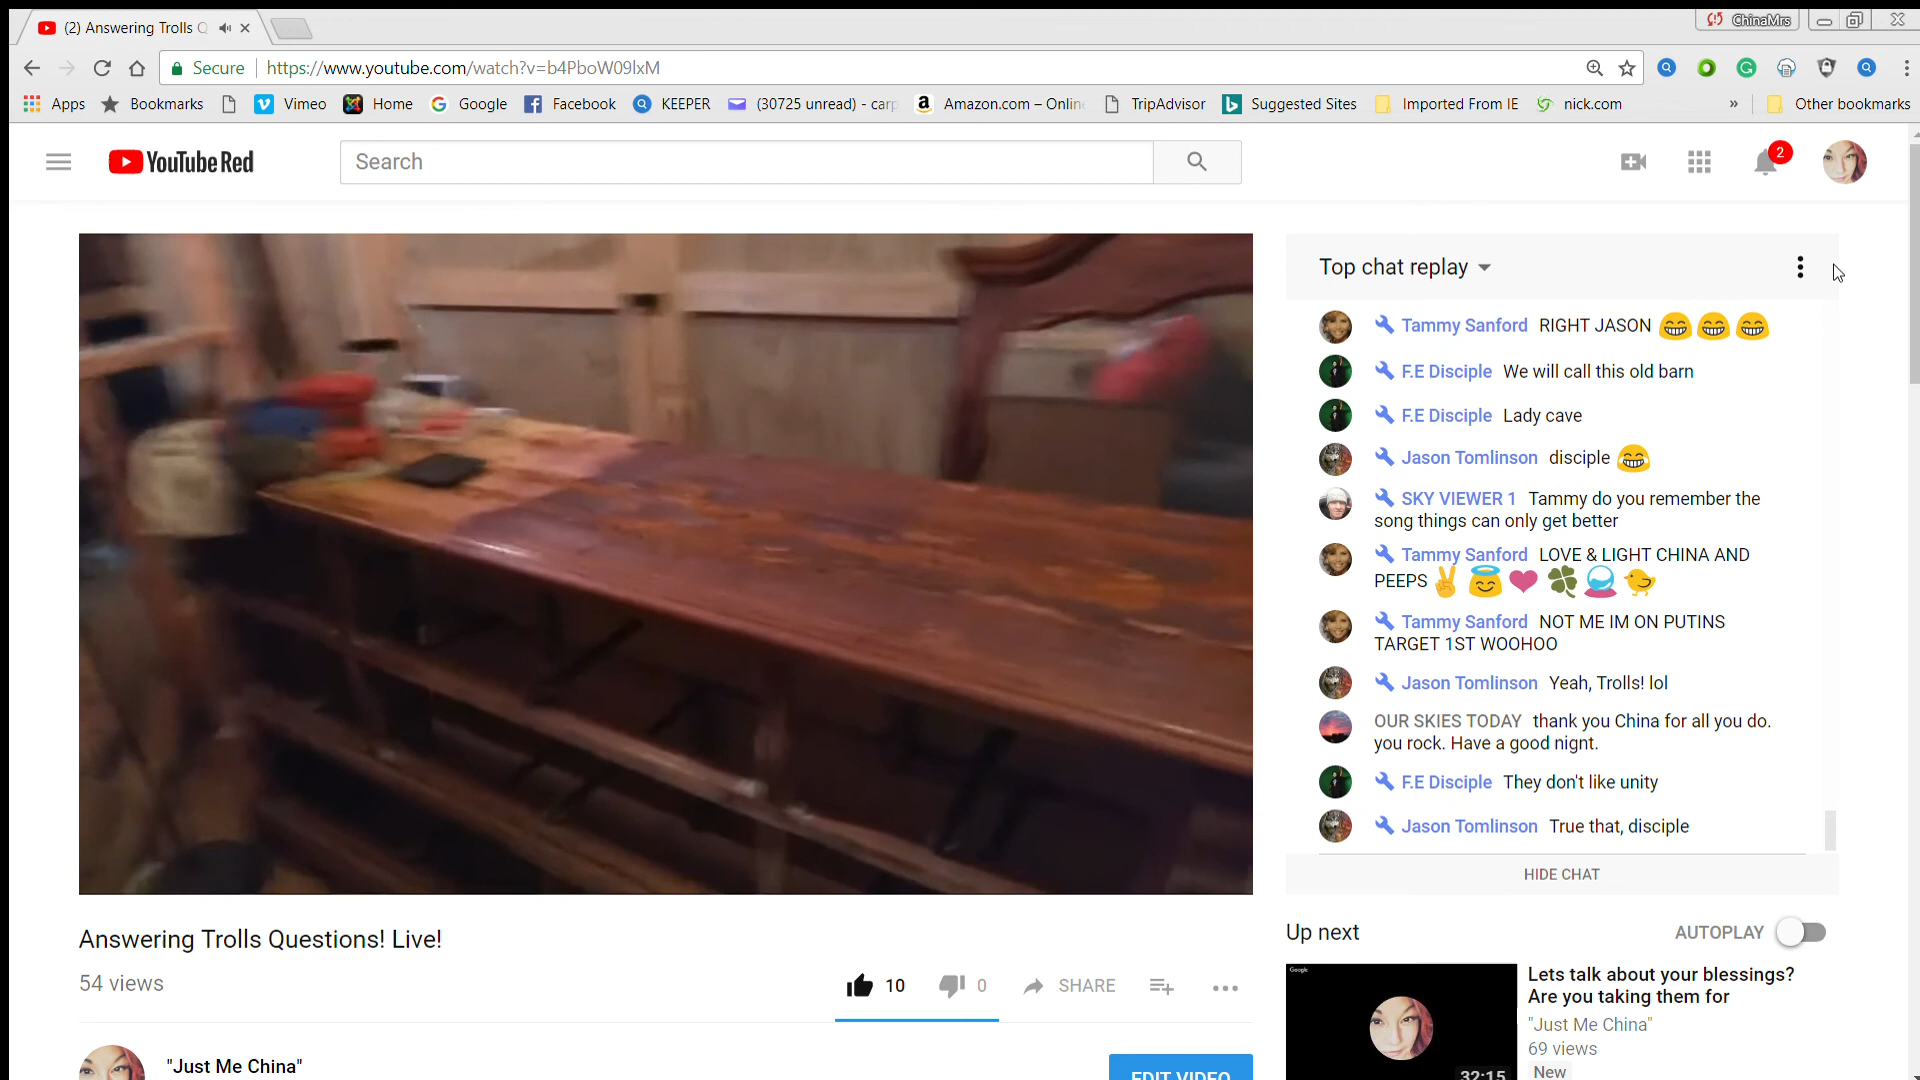 (2) Answering Trolls Q
ChinaMrs
Secure
https://www.youtube.com/watch?v=b4PboW09lxM
Apps
Bookmarks
Vimeo
Home
Google
Facebook
KEEPER
(30725 unread) - carp
Amazon.com – Onlin
TripAdvisor
Suggested Sites
Imported From IE
nick.com
»
Other bookmarks
YouTube Red
Search
2
Top chat replay
Tammy Sanford RIGHT JASON 😂😂😂
F.E Disciple We will call this old barn
F.E Disciple Lady cave
Jason Tomlinson disciple 😂
SKY VIEWER 1 Tammy do you remember the
song things can only get better
Tammy Sanford LOVE & LIGHT CHINA AND
PEEPS ✌😇❤🍀🔮🐤
Tammy Sanford NOT ME IM ON PUTINS
TARGET 1ST WOOHOO
Jason Tomlinson Yeah, Trolls! lol
OUR SKIES TODAY thank you China for all you do.
you rock. Have a good nignt.
F.E Disciple They don't like unity
Jason Tomlinson True that, disciple
HIDE CHAT
Answering Trolls Questions! Live!
54 views
10
0
SHARE
"Just Me China"
EDIT VIDEO
Up next
AUTOPLAY
Google
32:15
Lets talk about your blessings?
Are you taking them for
"Just Me China"
69 views
New